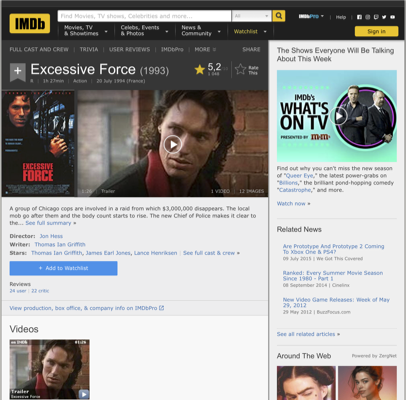 IMDb
Find Movies, TV shows, Celebrities and more...
All
IMDbPro
Help
Movies, TV & Showtimes
Celebs, Events & Photos
News & Community
Watchlist
Sign in
FULL CAST AND CREW | TRIVIA | USER REVIEWS | IMDbPro | MORE
SHARE
Excessive Force (1993)
5,2
Rate This
R | 1h 27min | Action | 20 July 1994 (France)
EXCESSIVE FORCE
Trailer
1 VIDEO
12 IMAGES
A group of Chicago cops are involved in a raid from which $3,000,000 disappears. The local
mob go after them and the body count starts to rise. The new Chief of Police makes it clear to
the... See full summary »
Director: Jon Hess
Writer: Thomas Ian Griffith
Stars: Thomas Ian Griffith, James Earl Jones, Lance Henriksen | See full cast & crew »
+ Add to Watchlist
Reviews
24 user | 22 critic
View production, box office, & company info on IMDbPro
Videos
on IMDb
01:26
Trailer
Excessive Force
The Shows Everyone Will Be Talking
About This Week
IMDb's
WHAT'S
ON TV
PRESENTED BY m&m's
Find out why you can't miss the new season
of "Queer Eye," the latest power-grabs on
"Billions," the brilliant pond-hopping comedy
"Catastrophe," and more.
Watch now »
Related News
Are Prototype And Prototype 2 Coming
To Xbox One & PS4?
09 July 2015 | We Got This Covered
Ranked: Every Summer Movie Season
Since 1980 - Part 1
08 September 2014 | Cinelinx
New Video Game Releases: Week of May
29, 2012
29 May 2012 | BuzzFocus.com
See all related articles »
Around The Web
Powered by ZergNet